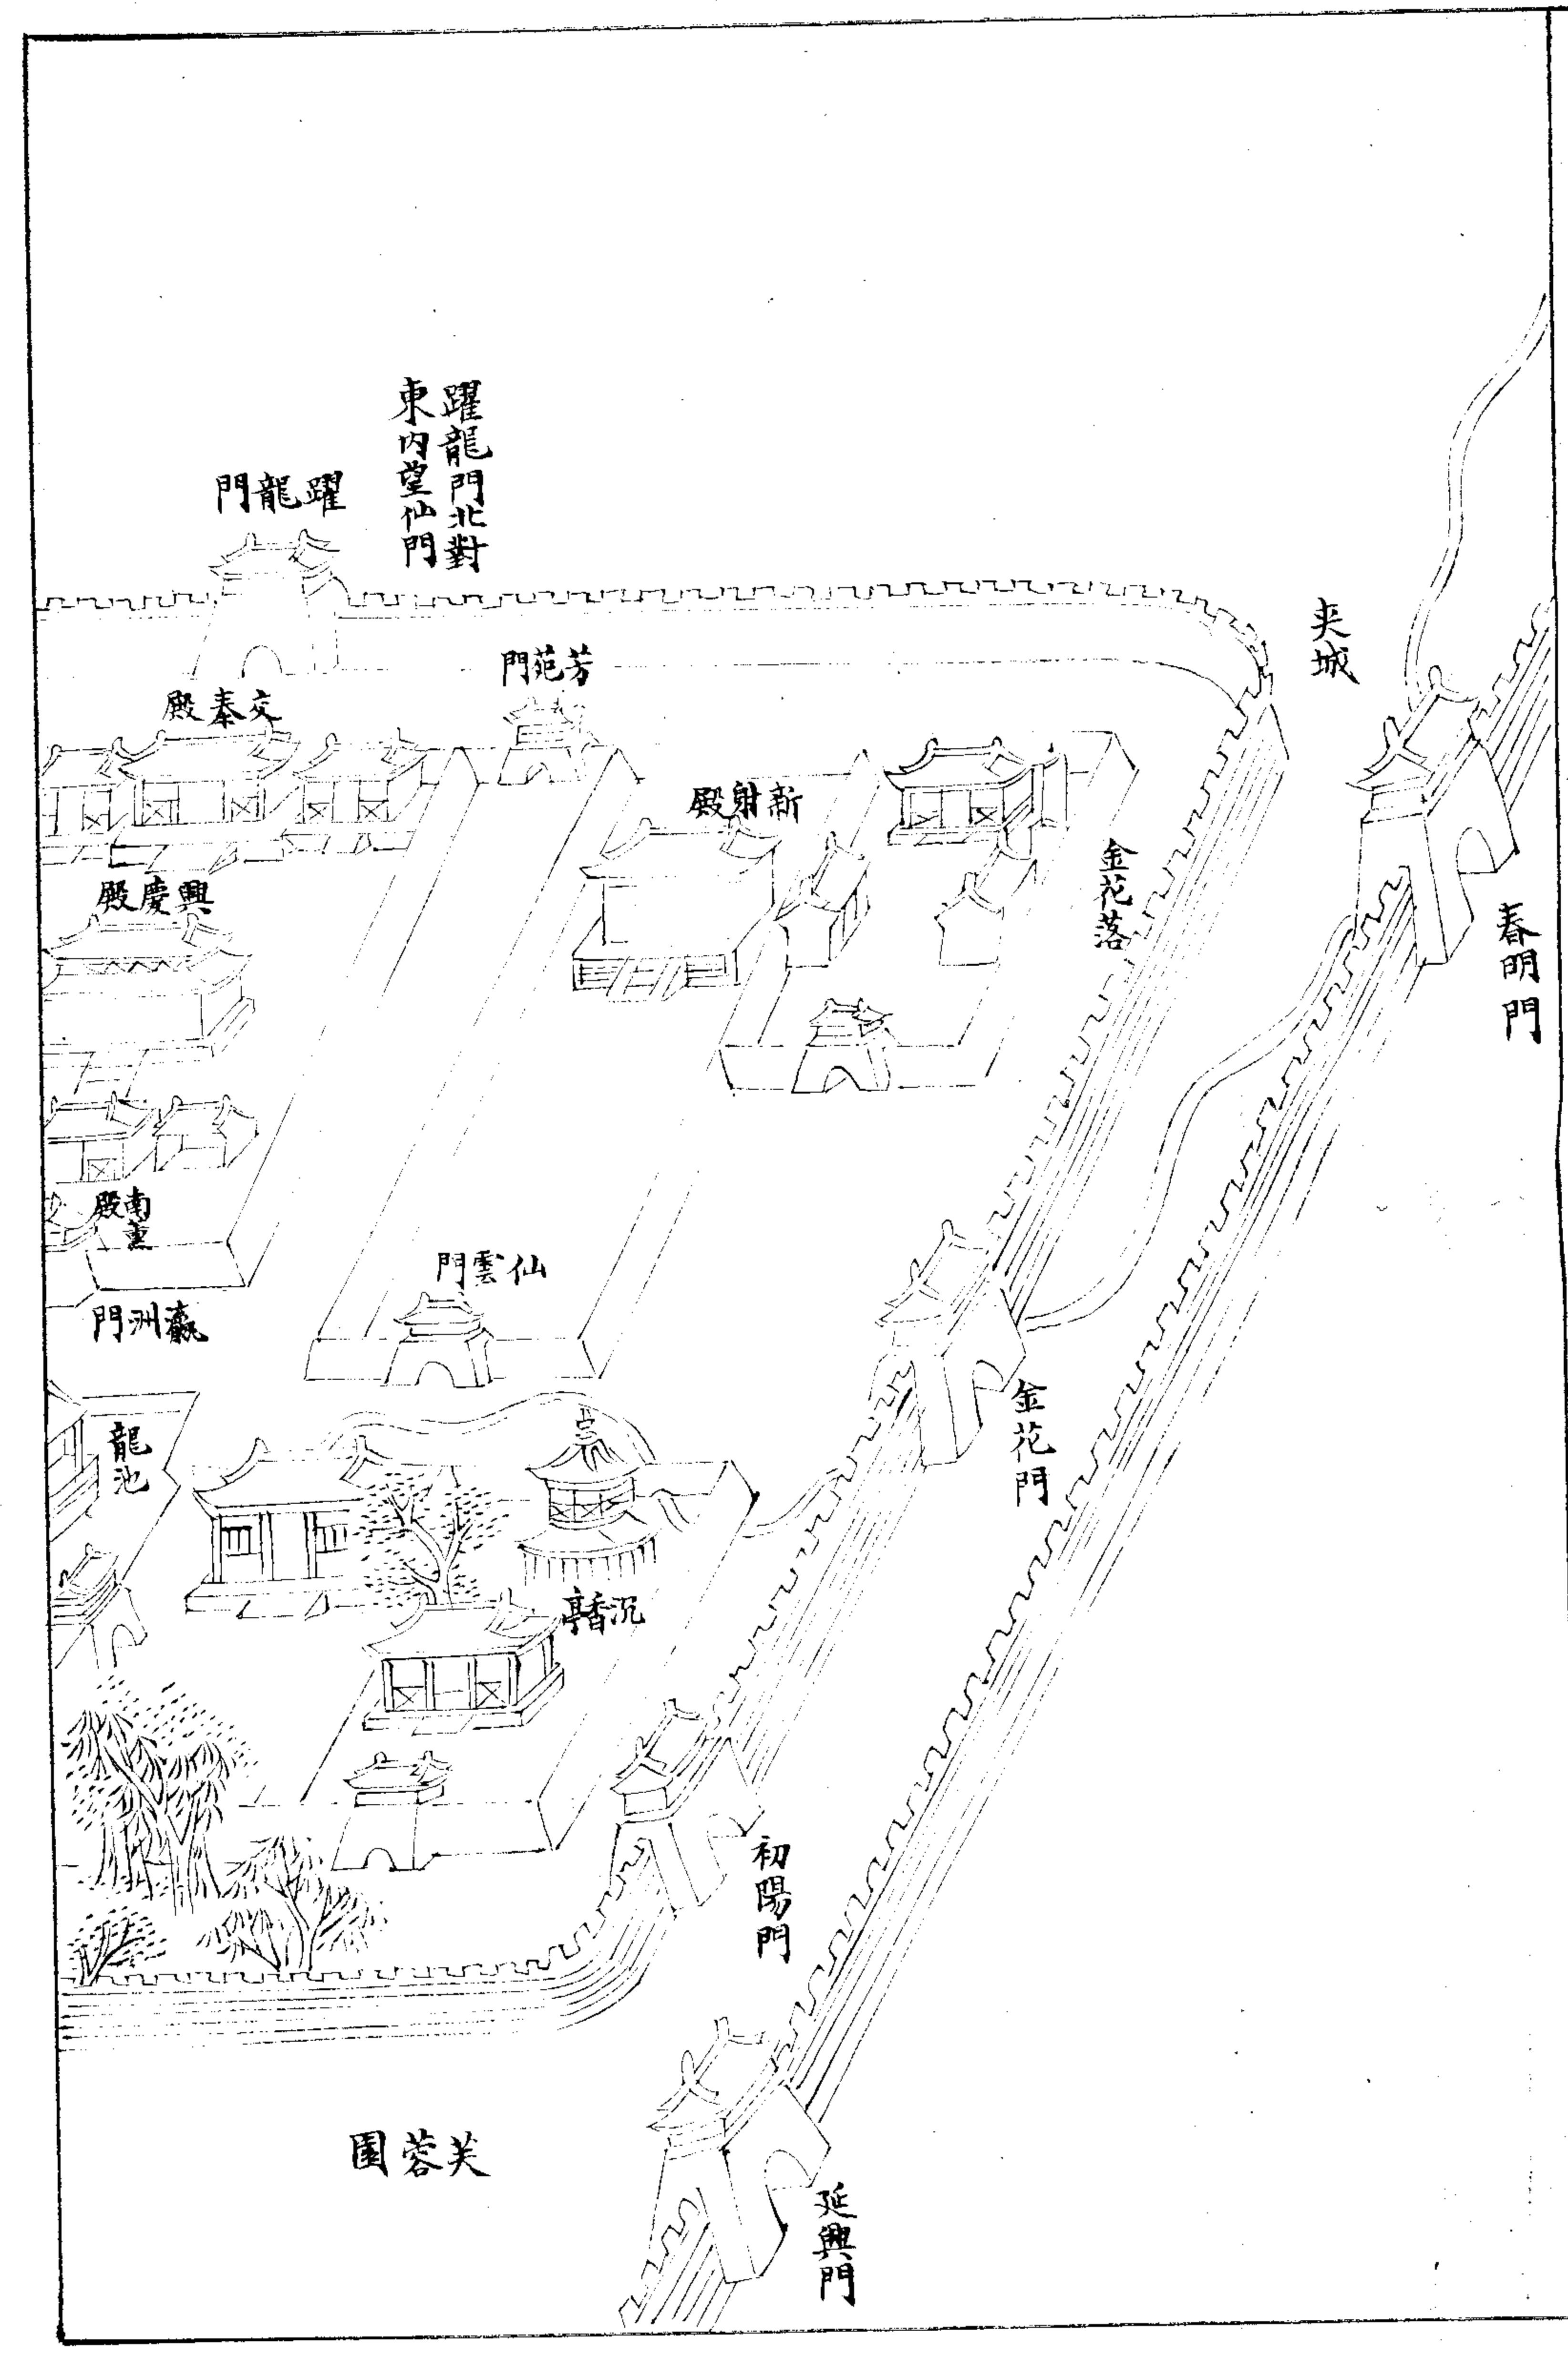 躍龍門北對
東內望仙門
躍龍門
夾城
芳苑門
交泰殿
新射殿
金花落
春明門
興慶殿
南薰殿
仙雲門
瀛洲門
金花門
龍池
沉香亭
初陽門
芙蓉園
延興門